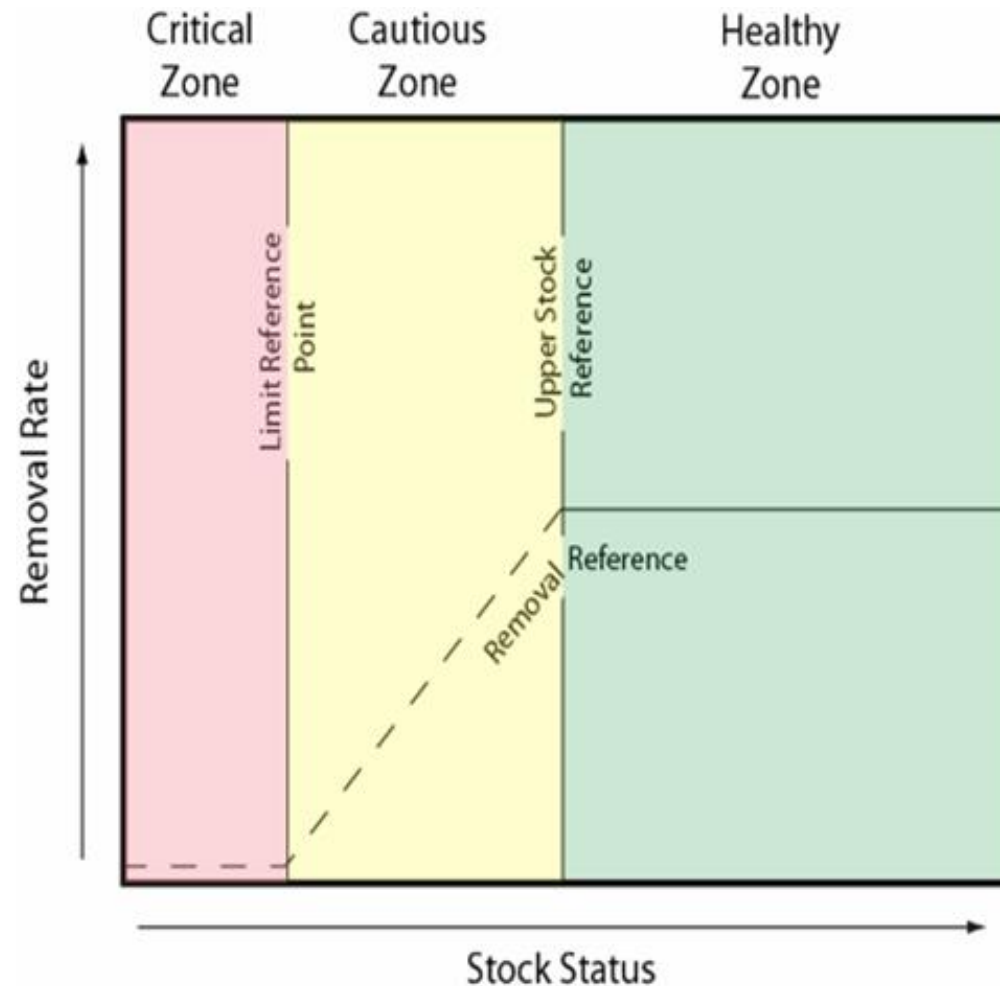 Critical
Zone
Cautious
Zone
Healthy
Zone
Removal Rate
Limit Reference
Point
Upper Stock
Reference
Removal Reference
Stock Status